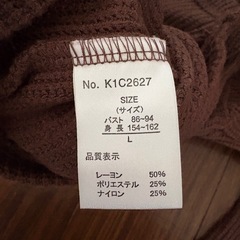 No. K1C2627
SIZE
(サイズ)
バスト 86~94
身長 154~162
L
品質表示
レーヨン 50%
ポリエステル 25%
ナイロン 25%